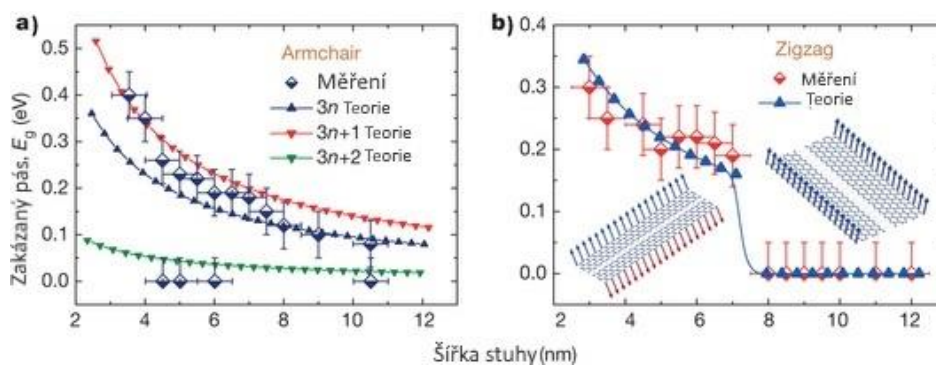 a)
Armchair
Měření
3n Teorie
3n+1 Teorie
3n+2 Teorie
Zakázaný pás, Eg (eV)
0.5
0.4
0.3
0.2
0.1
0.0
2 4 6 8 10 12
b)
Zigzag
Měření
Teorie
0.4
0.3
0.2
0.1
0.0
2 4 6 8 10 12
Šířka stuhy (nm)